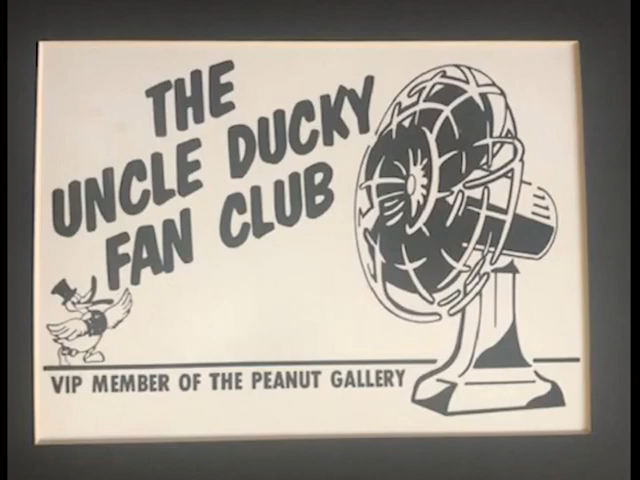 THE
UNCLE DUCKY
FAN CLUB
VIP MEMBER OF THE PEANUT GALLERY